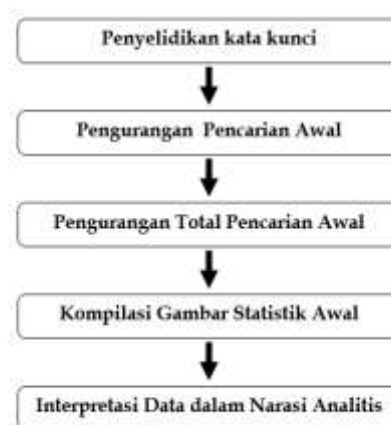 Penyelidikan kata kunci
Pengurangan Pencarian Awal
Pengurangan Total Pencarian Awal
Kompilasi Gambar Statistik Awal
Interpretasi Data dalam Narasi Analitis